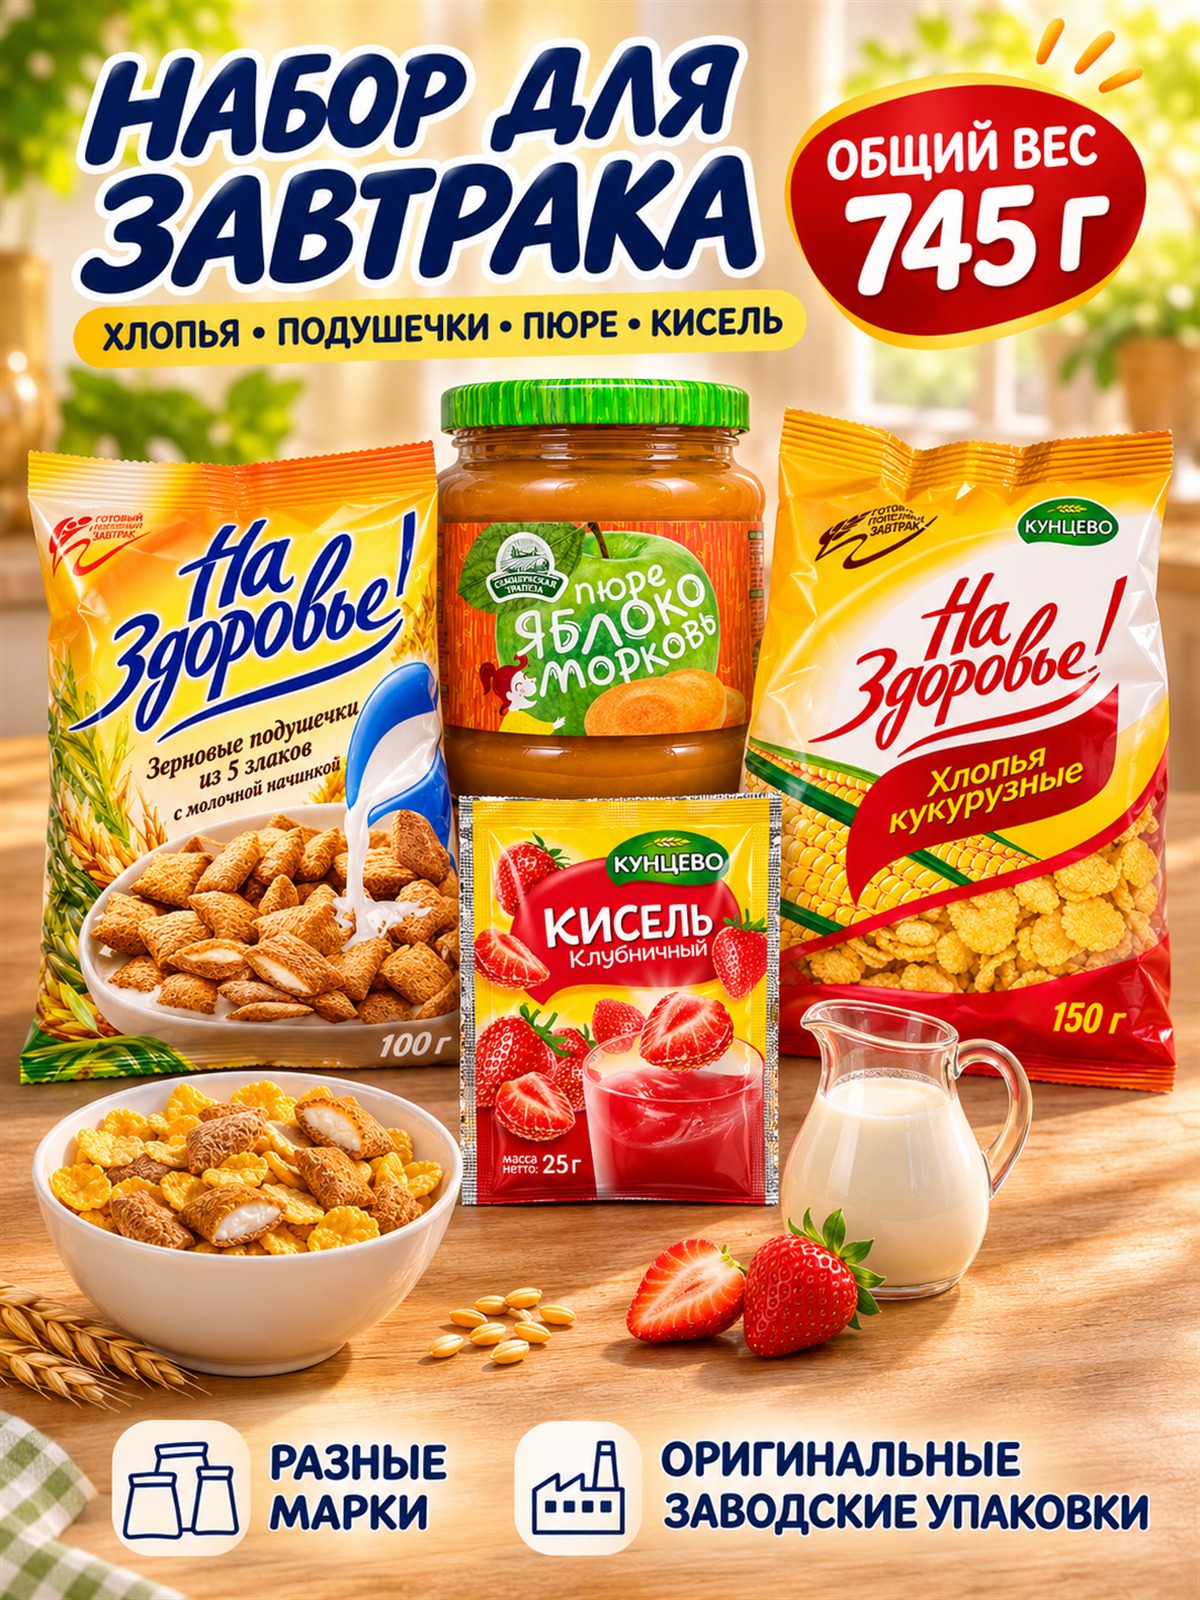 НАБОР ДЛЯ
ЗАВТРАКА
ХЛОПЬЯ • ПОДУШЕЧКИ • ПЮРЕ • КИСЕЛЬ
ОБЩИЙ ВЕС
745 г
ГОТОВЫЙ
ЗАВТРАК
На
Здоровье!
Зерновые подушечки
из 5 злаков
с молочной начинкой
100 г
ТРАПЕЗА
пюре
ЯБЛОКО
МОРКОВЬ
КУНЦЕВО
КИСЕЛЬ
Клубничный
масса
нетто: 25 г
ГОТОВЫЙ
ЗАВТРАК
КУНЦЕВО
На
Здоровье!
Хлопья
кукурузные
150 г
РАЗНЫЕ
МАРКИ
ОРИГИНАЛЬНЫЕ
ЗАВОДСКИЕ УПАКОВКИ